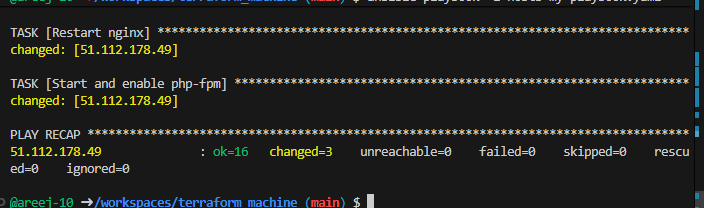 TASK [Restart nginx] ****************************************************************************
changed: [51.112.178.49]
TASK [Start and enable php-fpm] *****************************************************************
changed: [51.112.178.49]
PLAY RECAP **************************************************************************************
51.112.178.49 : ok=16 changed=3 unreachable=0 failed=0 skipped=0 rescu
ed=0 ignored=0
@areej-10 ➜/workspaces/terraform_machine (main) $